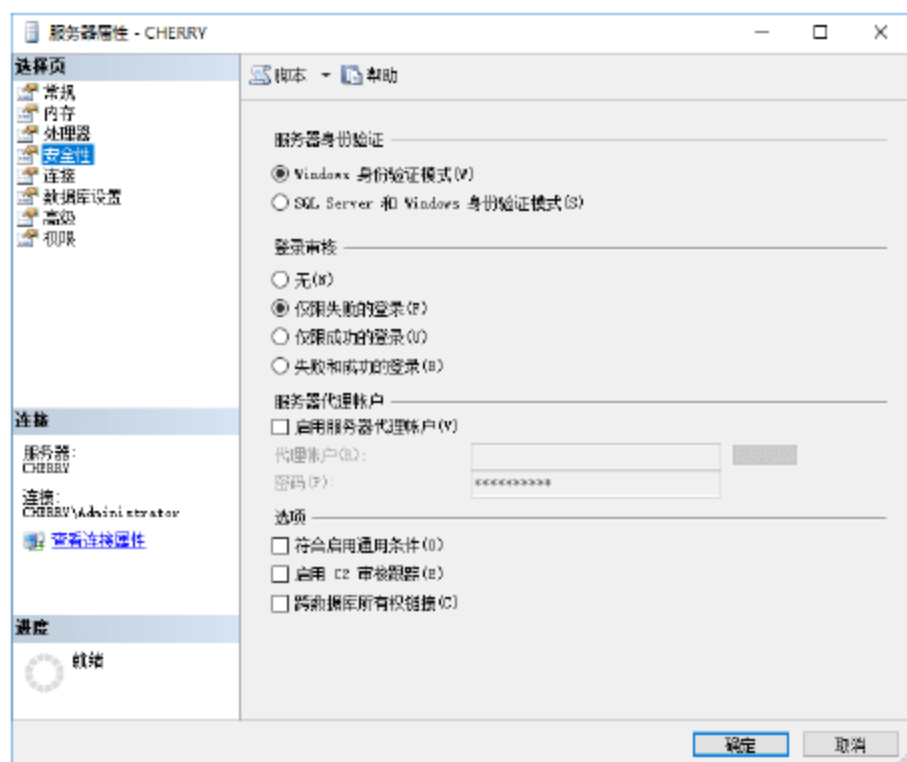 服务器属性 - CHERRY
选择页
常规
内存
处理器
安全性
连接
数据库设置
高级
权限
连接
服务器:
CHERRY
连接:
CHERRY\Administrator
查看连接属性
进度
就绪
脚本 帮助
服务器身份验证
Windows 身份验证模式(W)
SQL Server 和 Windows 身份验证模式(S)
登录审核
无(N)
仅限失败的登录(F)
仅限成功的登录(U)
失败和成功的登录(B)
服务器代理帐户
启用服务器代理帐户(V)
代理帐户(R):
密码(P): **********
选项
符合启用通用条件(O)
启用 C2 审核跟踪(E)
跨数据库所有权链接(C)
确定 取消